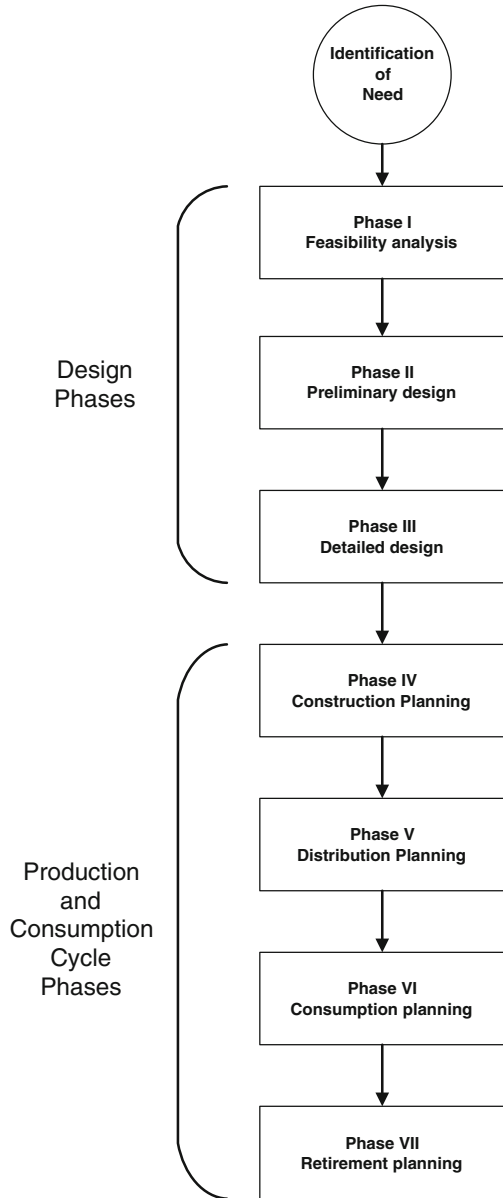 Identification
of
Need
Phase I
Feasibility analysis
Phase II
Preliminary design
Phase III
Detailed design
Design
Phases
Phase IV
Construction Planning
Phase V
Distribution Planning
Phase VI
Consumption planning
Phase VII
Retirement planning
Production
and
Consumption
Cycle
Phases